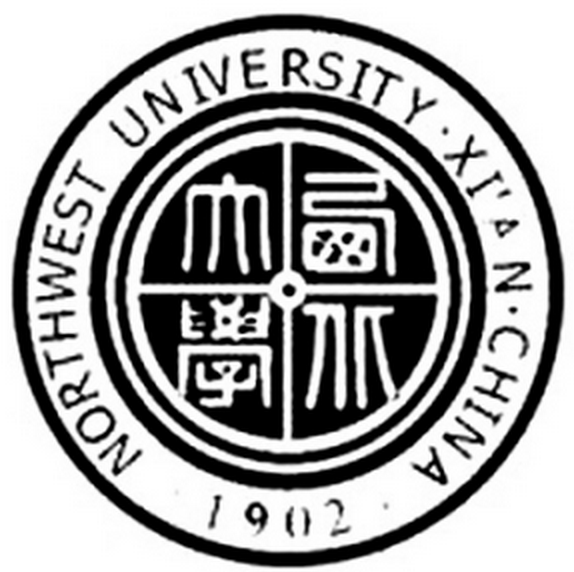 NORTHWEST UNIVERSITY·XI'AN·CHINA
西北
大學
·1902·